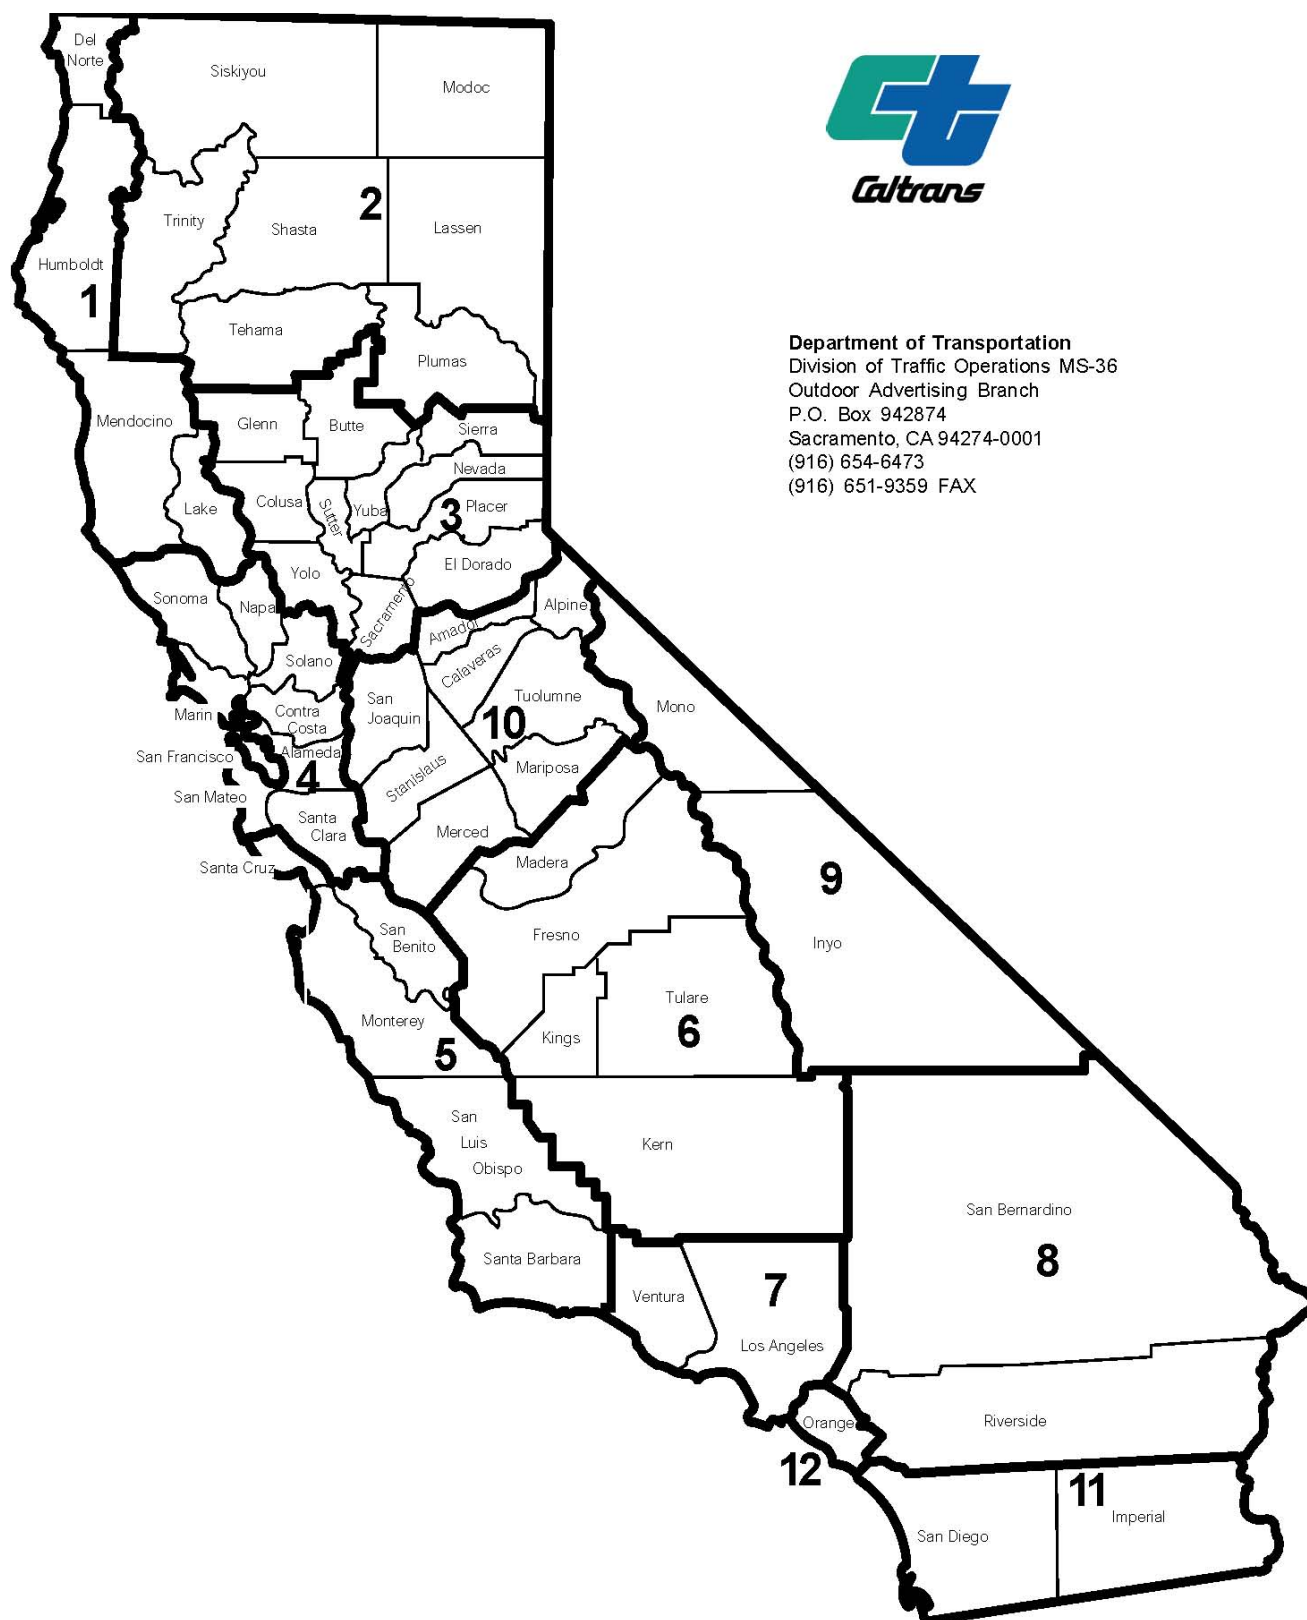 Del
Norte
Siskiyou
Modoc
Caltrans
Trinity
Shasta
2
Lassen
Humboldt
1
Tehama
Plumas
Department of Transportation
Division of Traffic Operations MS-36
Outdoor Advertising Branch
P.O. Box 942874
Sacramento, CA 94274-0001
(916) 654-6473
(916) 651-9359 FAX
Mendocino
Glenn
Butte
Sierra
Nevada
Lake
Colusa
Sutter
Yuba
3
Placer
Yolo
El Dorado
Sonoma
Napa
Sacramento
Alpine
Amador
Solano
Calaveras
Marin
Contra
Costa
San
Joaquin
Tuolumne
10
Mono
San Francisco
Alameda
4
Stanislaus
Mariposa
San Mateo
Santa
Clara
Merced
Santa Cruz
Madera
9
San
Benito
Fresno
Inyo
Monterey
5
Kings
Tulare
6
San
Luis
Obispo
Kern
San Bernardino
8
Santa Barbara
Ventura
7
Los Angeles
Orange
12
Riverside
11
San Diego
Imperial